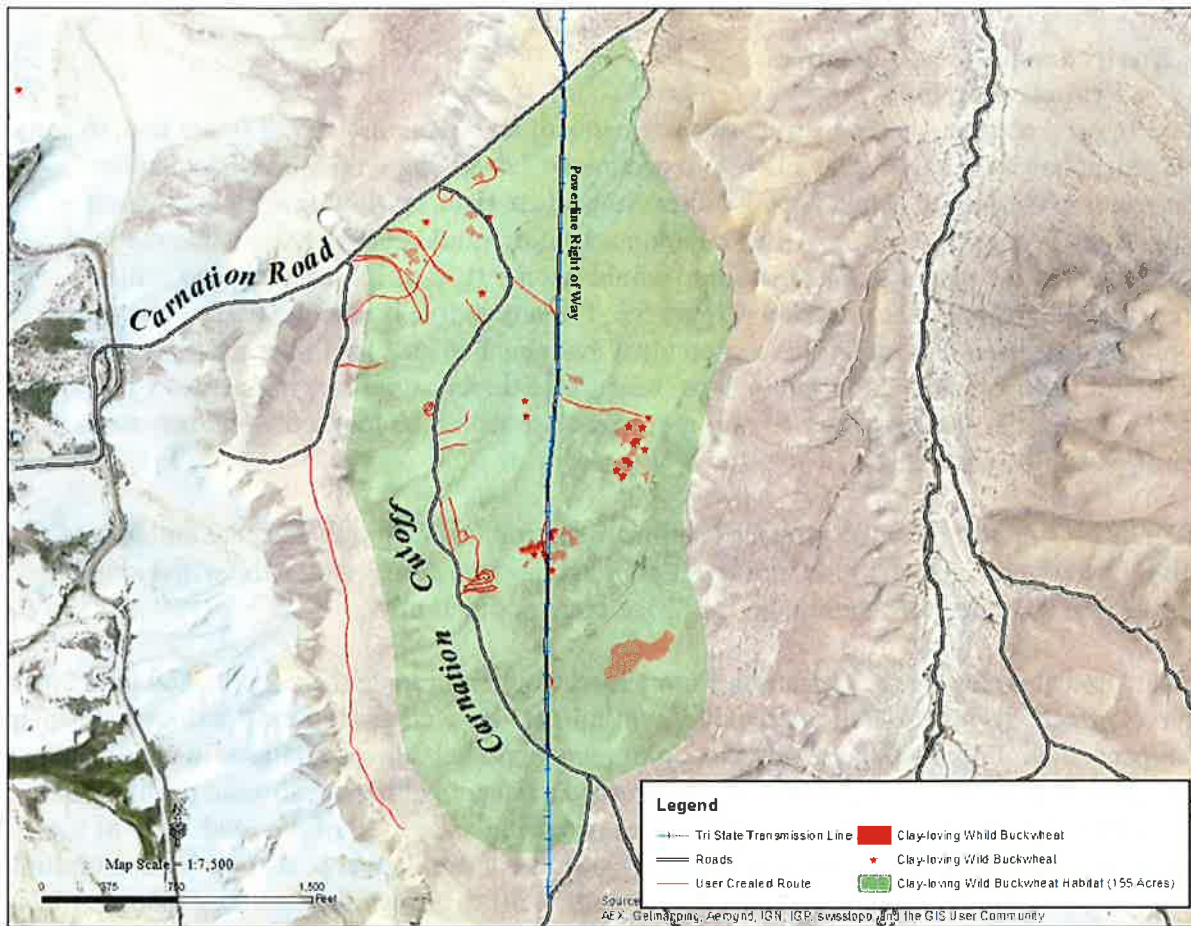 Powerline Right of Way
Carnation Road
Carnation Cutoff
Map Scale = 1:7,500
0 375 750 1,500
Feet
Legend
Tri State Transmission Line
Roads
User Created Route
Clay-loving Whild Buckwheat
Clay-loving Wild Buckwheat
Clay-loving Wild Buckwheat Habitat (155 Acres)
Source
AEX, Getmapping, Aerogrid, IGN, IGP, swisstopo, and the GIS User Community